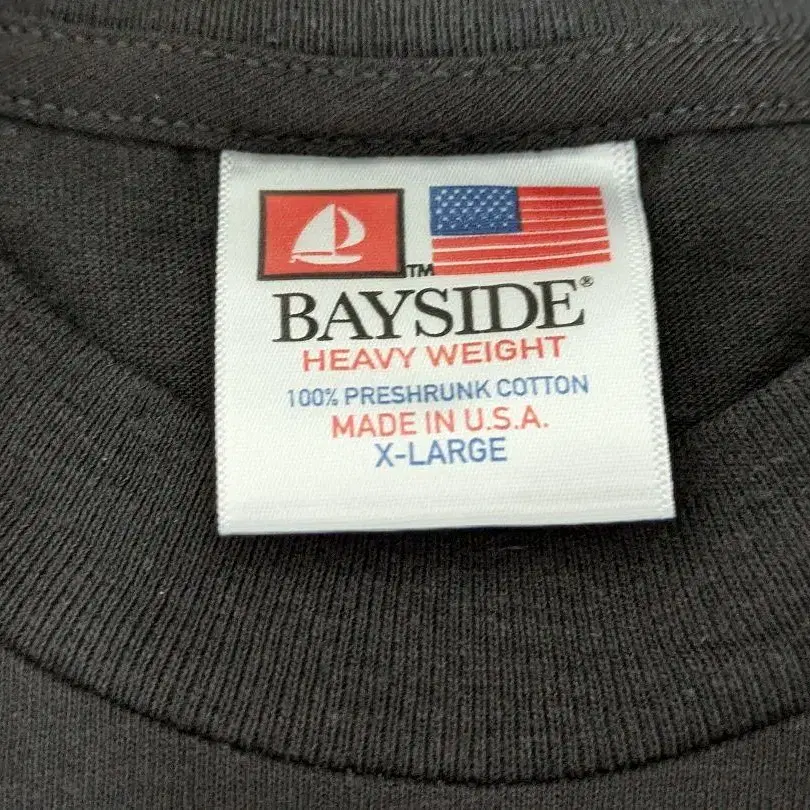 TM
BAYSIDE®
HEAVY WEIGHT
100% PRESHRUNK COTTON
MADE IN U.S.A.
X-LARGE